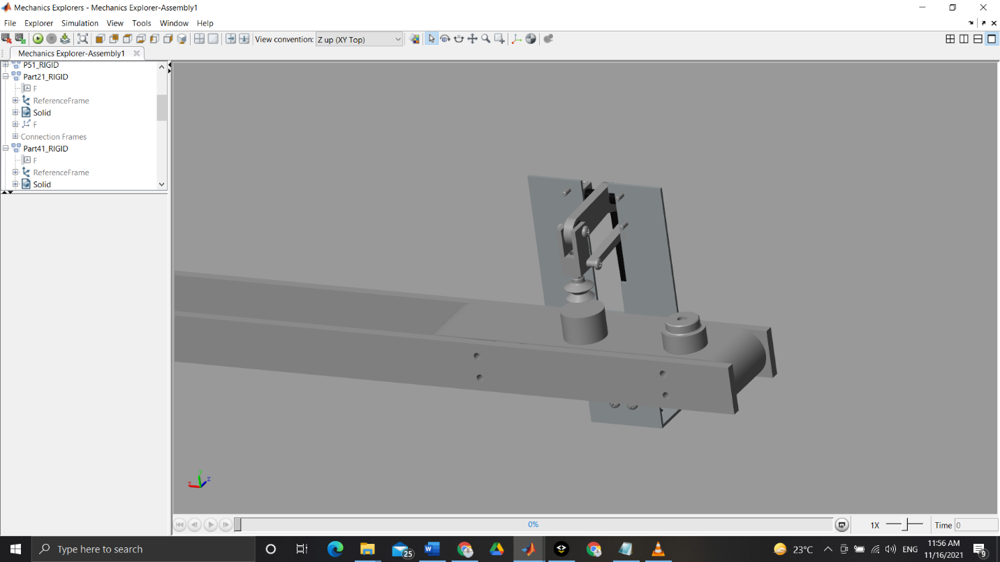 Mechanics Explorers - Mechanics Explorer-Assembly1
File Explorer Simulation View Tools Window Help
View convention: Z up (XY Top)
Mechanics Explorer-Assembly1
P51_RIGID
Part21_RIGID
F
ReferenceFrame
Solid
F
Connection Frames
Part41_RIGID
F
ReferenceFrame
Solid
z
0%
1X
Time 0
Type here to search
25
23°C
ENG
11:56 AM
11/16/2021
9